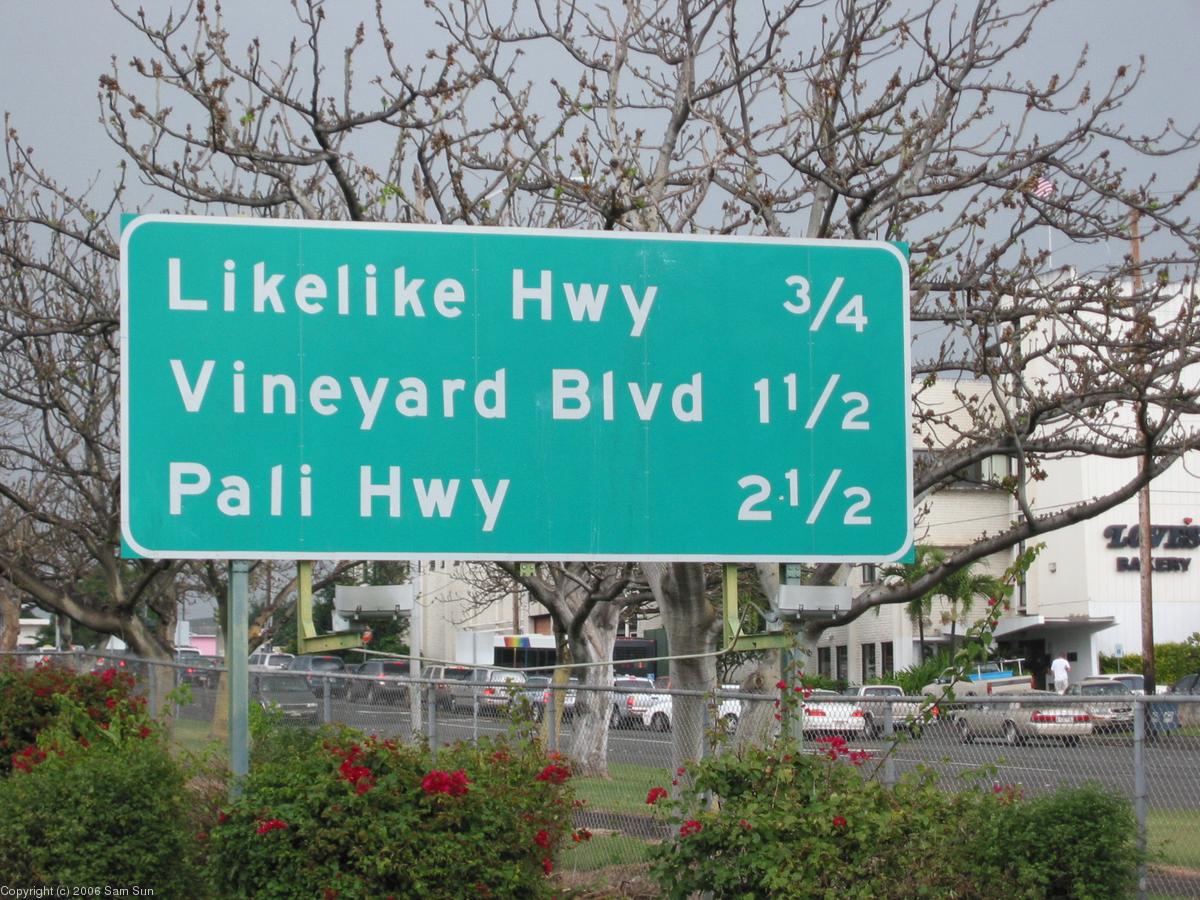 Likelike Hwy 3/4
Vineyard Blvd 1 1/2
Pali Hwy 2 1/2
LOVE'S
BAKERY
Copyright (c) 2006 Sam Sun